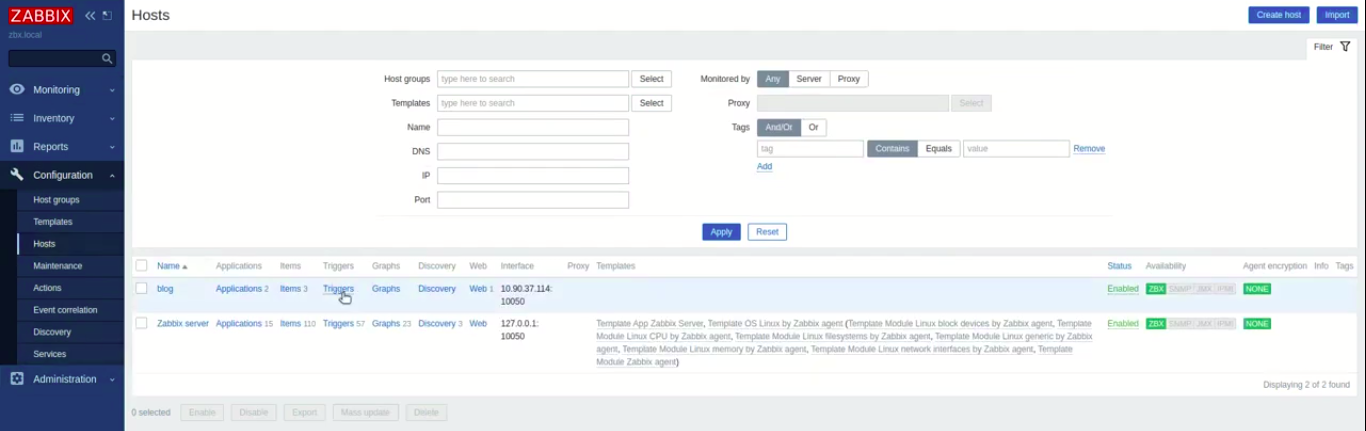 ZABBIX
zbx.local
Monitoring
Inventory
Reports
Configuration
Host groups
Templates
Hosts
Maintenance
Actions
Event correlation
Discovery
Services
Administration
Hosts
Create host
Import
Filter
Host groups type here to search Select
Templates type here to search Select
Name
DNS
IP
Port
Monitored by Any Server Proxy
Proxy Select
Tags And/Or Or
tag Contains Equals value Remove
Add
Apply Reset
Name Applications Items Triggers Graphs Discovery Web Interface Proxy Templates Status Availability Agent encryption Info Tags
blog Applications 2 Items 3 Triggers Graphs Discovery Web 1 10.90.37.114: Enabled ZBX SNMP JMX IPMI NONE
10050
Zabbix server Applications 15 Items 110 Triggers 57 Graphs 23 Discovery 3 Web 127.0.0.1: Template App Zabbix Server, Template OS Linux by Zabbix agent (Template Module Linux block devices by Zabbix agent, Template Enabled ZBX SNMP JMX IPMI NONE
10050 Module Linux CPU by Zabbix agent, Template Module Linux filesystems by Zabbix agent, Template Module Linux generic by Zabbix
agent, Template Module Linux memory by Zabbix agent, Template Module Linux network interfaces by Zabbix agent, Template
Module Zabbix agent)
Displaying 2 of 2 found
0 selected Enable Disable Export Mass update Delete